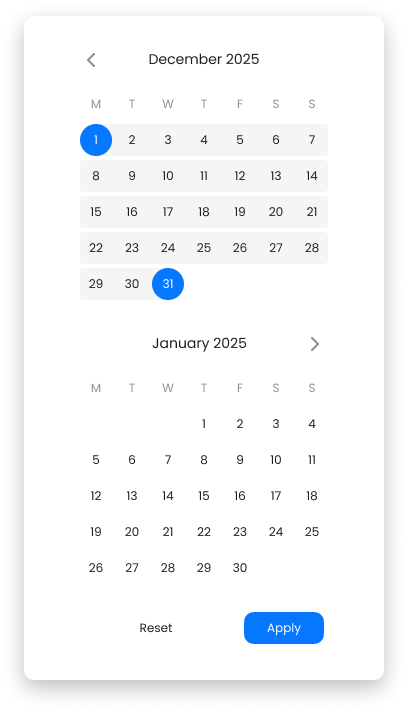 December 2025
M T W T F S S
1 2 3 4 5 6 7
8 9 10 11 12 13 14
15 16 17 18 19 20 21
22 23 24 25 26 27 28
29 30 31
January 2025
M T W T F S S
1 2 3 4
5 6 7 8 9 10 11
12 13 14 15 16 17 18
19 20 21 22 23 24 25
26 27 28 29 30
Reset Apply